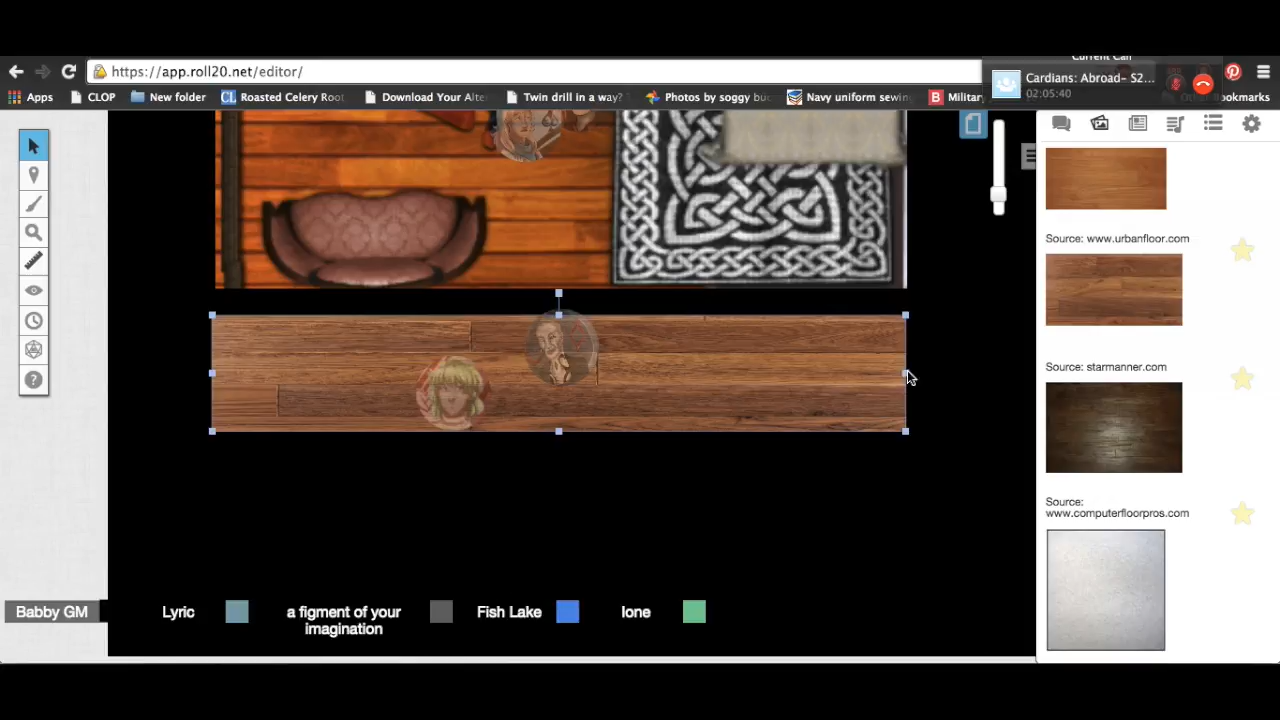 Current Call
https://app.roll20.net/editor/
Cardians: Abroad- S2...
02:05:40
Apps
CLOP
New folder
CL Roasted Celery Root
Download Your Alte
Twin drill in a way?
Photos by soggy bu
Navy uniform sewin
B Military
Bookmarks
Source: www.urbanfloor.com
Source: starmanner.com
Source:
www.computerfloorpros.com
Babby GM
Lyric
a figment of your
imagination
Fish Lake
Ione